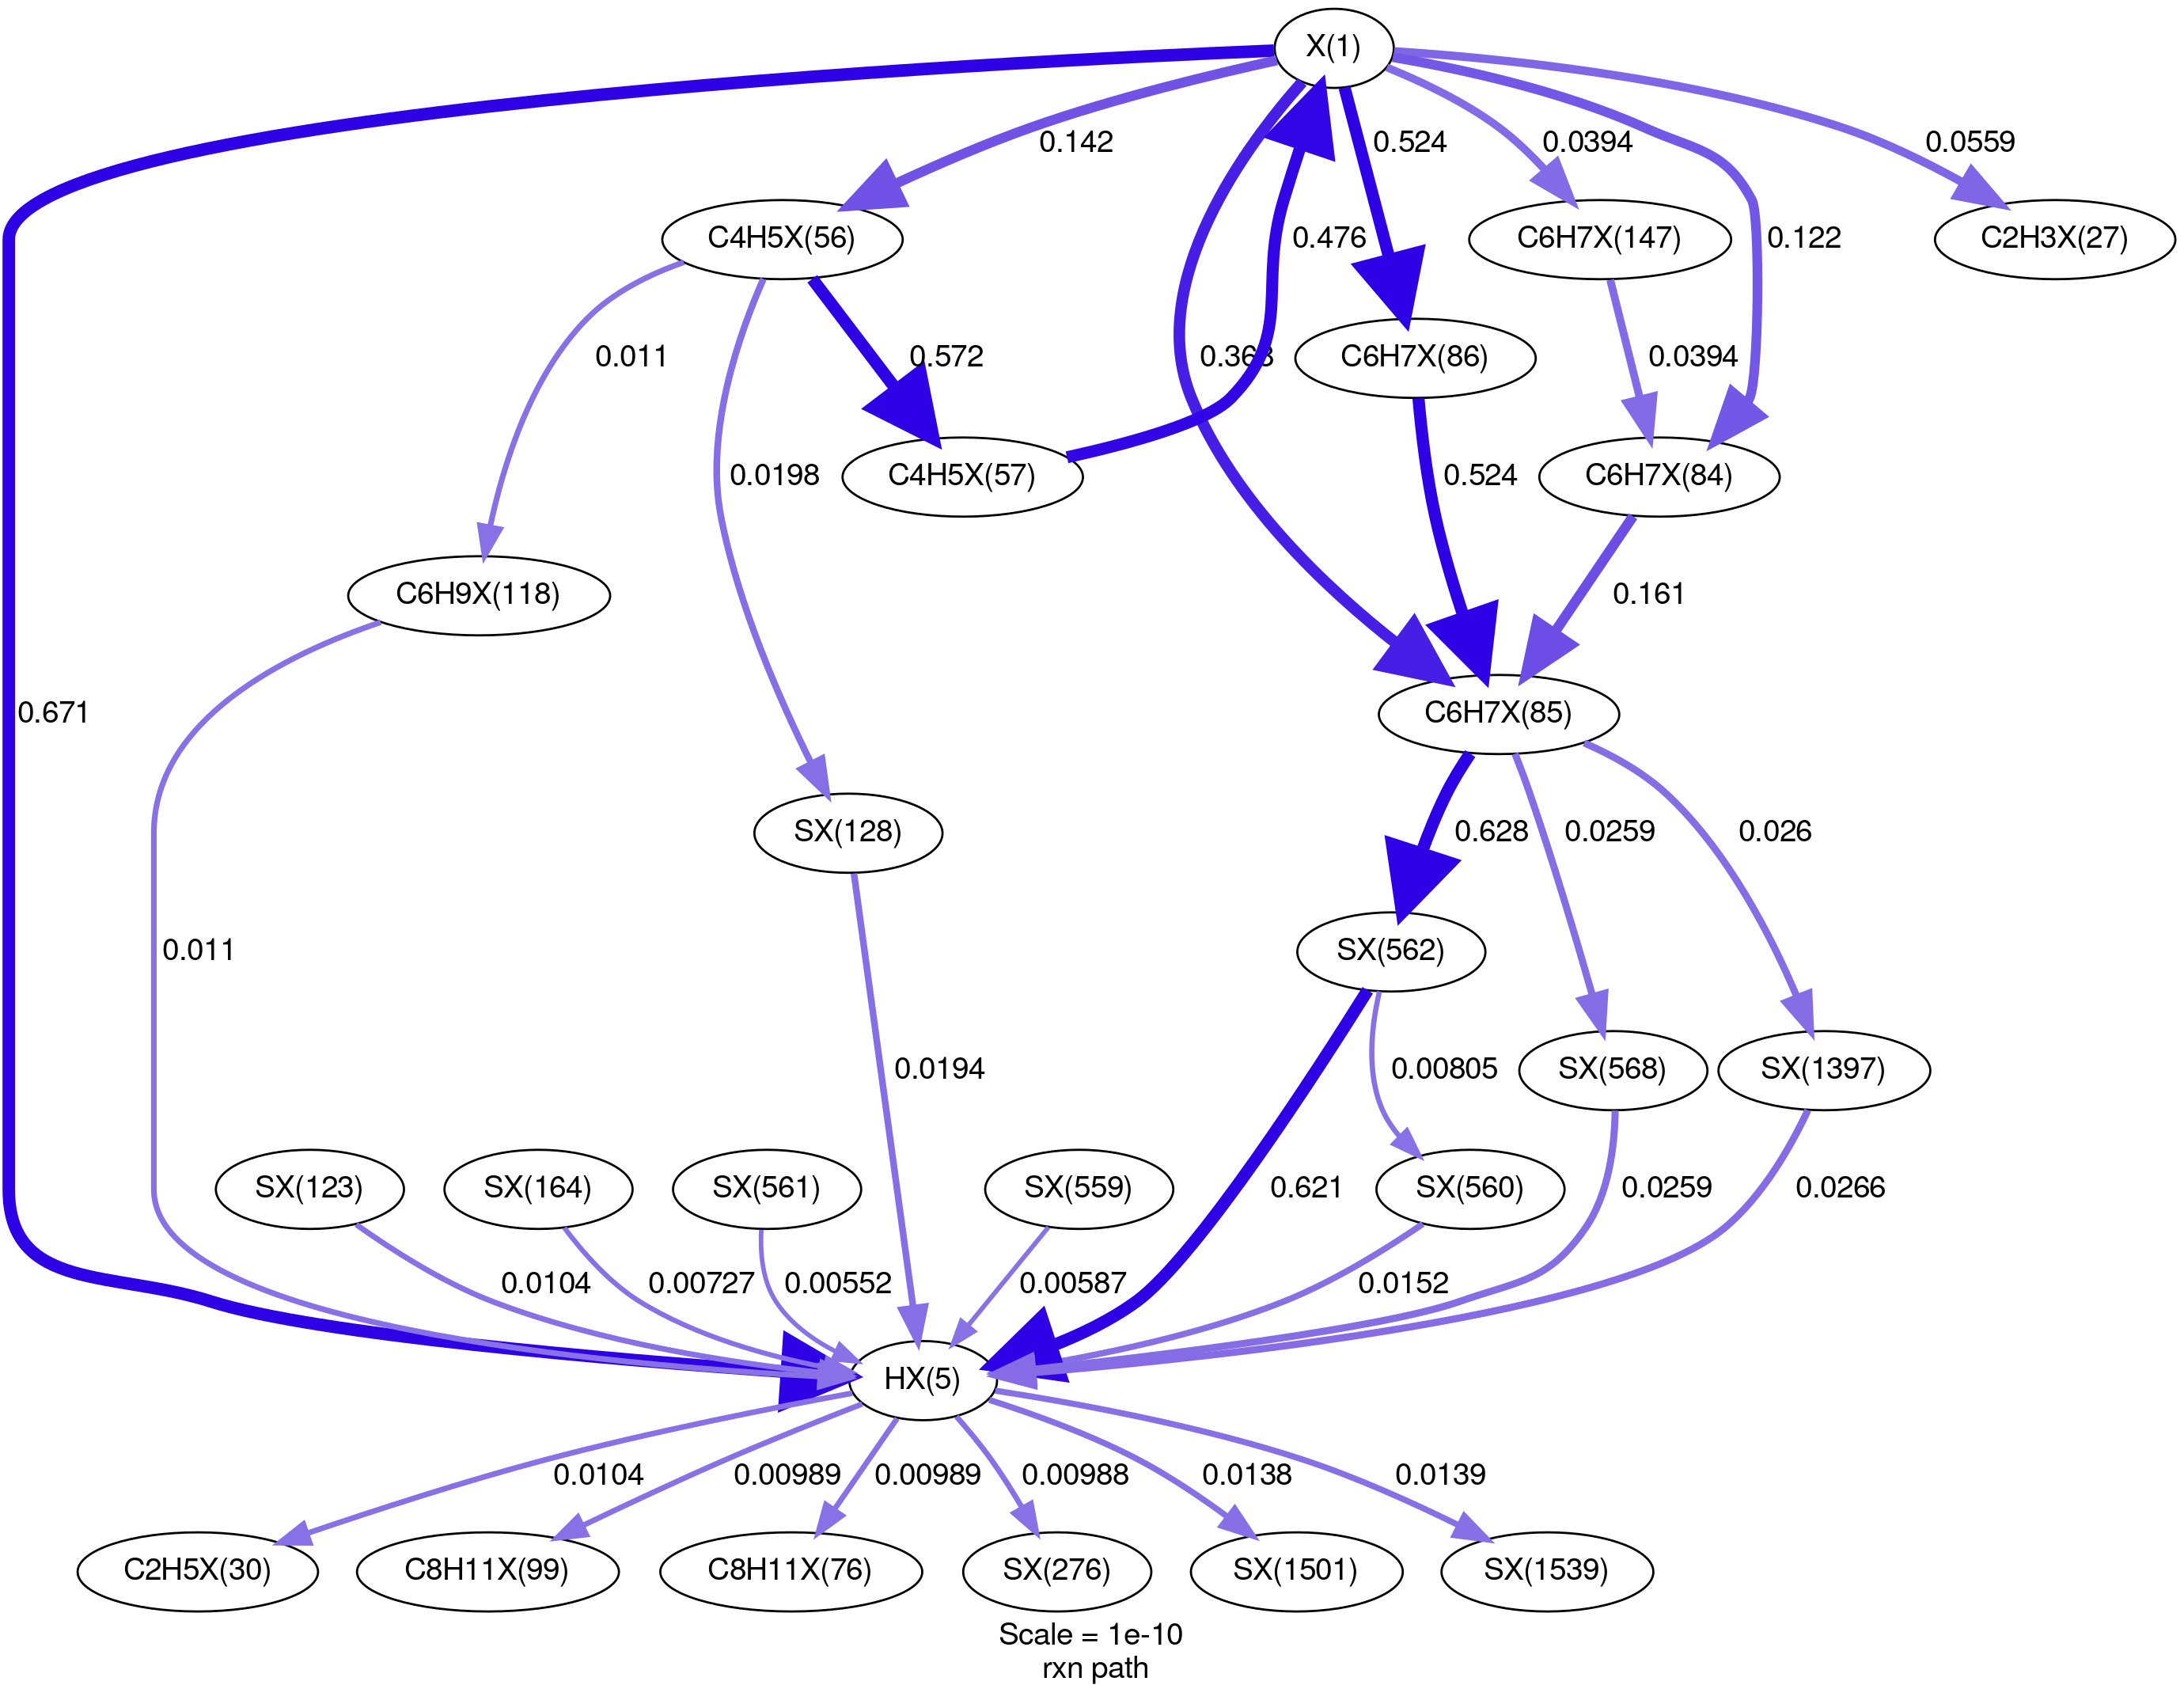 X(1)
0.142
0.524
0.0394
0.0559
C4H5X(56)
0.476
C6H7X(147)
0.122
C2H3X(27)
0.011
0.572
C6H7X(86)
0.0394
0.0198
C4H5X(57)
0.524
C6H7X(84)
C6H9X(118)
0.161
0.671
C6H7X(85)
SX(128)
0.628
0.0259
0.026
0.011
SX(562)
0.0194
0.00805
SX(568)
SX(1397)
SX(123)
SX(164)
SX(561)
SX(559)
0.621
SX(560)
0.0259
0.0266
0.0104
0.00727
0.00552
0.00587
0.0152
HX(5)
0.0104
0.00989
0.00989
0.00988
0.0138
0.0139
C2H5X(30)
C8H11X(99)
C8H11X(76)
SX(276)
SX(1501)
SX(1539)
Scale = 1e-10
rxn path